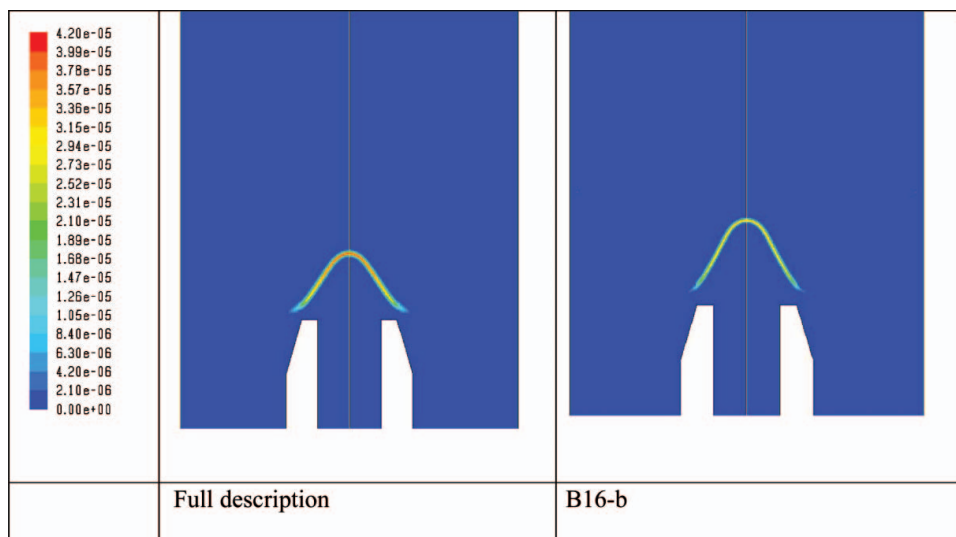 4.20e-05
3.99e-05
3.78e-05
3.57e-05
3.36e-05
3.15e-05
2.94e-05
2.73e-05
2.52e-05
2.31e-05
2.10e-05
1.89e-05
1.68e-05
1.47e-05
1.26e-05
1.05e-05
8.40e-06
6.30e-06
4.20e-06
2.10e-06
0.00e+00
Full description
B16-b